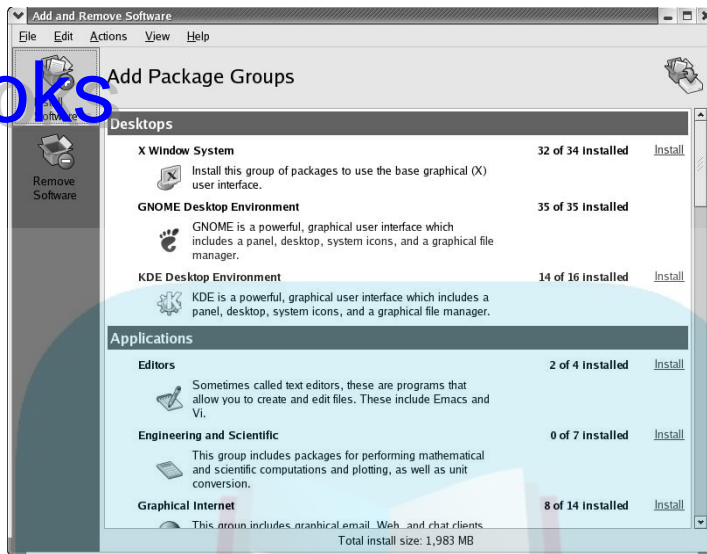 Add and Remove Software
File Edit Actions View Help
oks
Software
Remove
Software
Add Package Groups
Desktops
X Window System 32 of 34 installed Install
Install this group of packages to use the base graphical (X)
user interface.
GNOME Desktop Environment 35 of 35 installed
GNOME is a powerful, graphical user interface which
includes a panel, desktop, system icons, and a graphical file
manager.
KDE Desktop Environment 14 of 16 installed Install
KDE is a powerful, graphical user interface which includes a
panel, desktop, system icons, and a graphical file manager.
Applications
Editors 2 of 4 installed Install
Sometimes called text editors, these are programs that
allow you to create and edit files. These include Emacs and
Vi.
Engineering and Scientific 0 of 7 installed Install
This group includes packages for performing mathematical
and scientific computations and plotting, as well as unit
conversion.
Graphical Internet 8 of 14 installed Install
This group includes graphical email, Web, and chat clients
Total install size: 1,983 MB